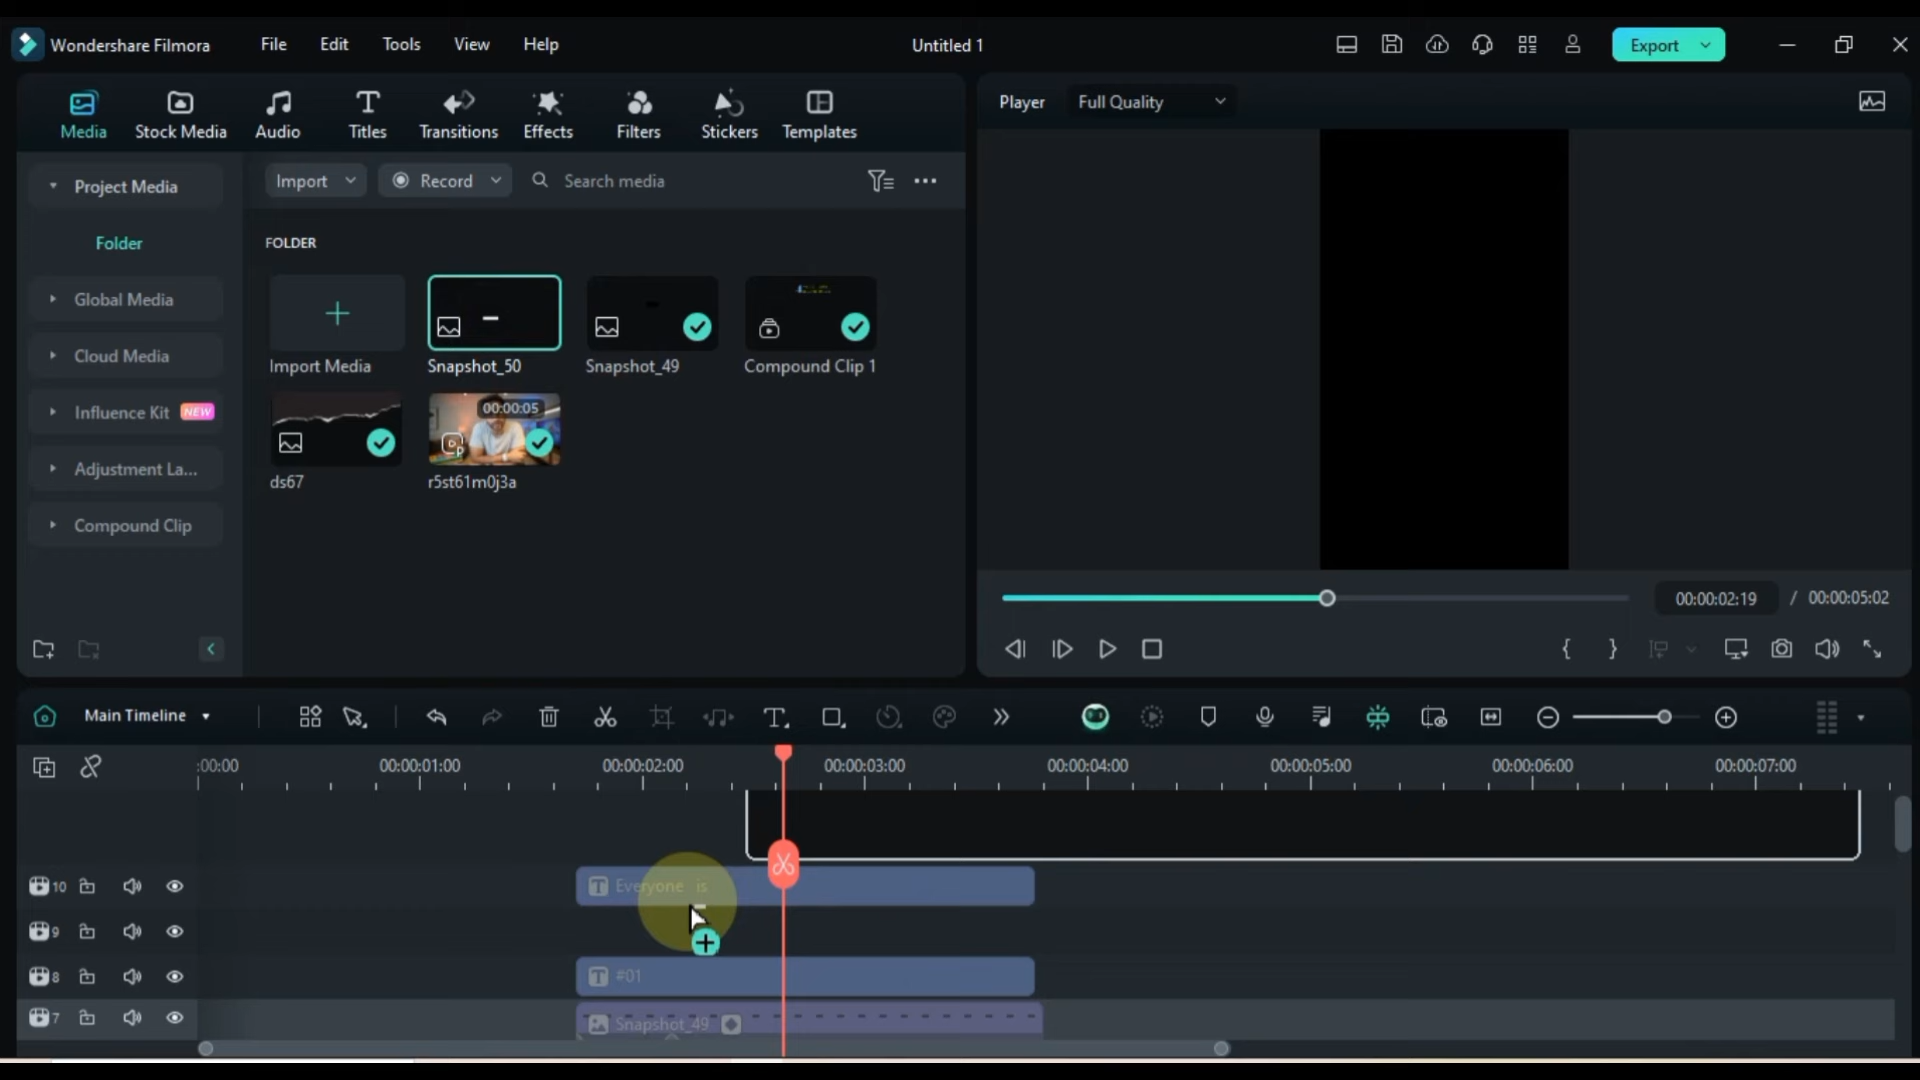 Wondershare Filmora File Edit Tools View Help Untitled 1 Export
Media Stock Media Audio Titles Transitions Effects Filters Stickers Templates
Player Full Quality
Project Media
Import Record Search media
Folder
FOLDER
Global Media
Cloud Media
Influence Kit NEW
Adjustment La...
Compound Clip
Import Media Snapshot_50 Snapshot_49 Compound Clip 1
00:00:05
ds67 r5st61m0j3a
00:00:02:19 / 00:00:05:02
{ }
Main Timeline
:00:00 00:00:01:00 00:00:02:00 00:00:03:00 00:00:04:00 00:00:05:00 00:00:06:00 00:00:07:00
10 T Everyone is
9
8 T #01
7 Snapshot_49